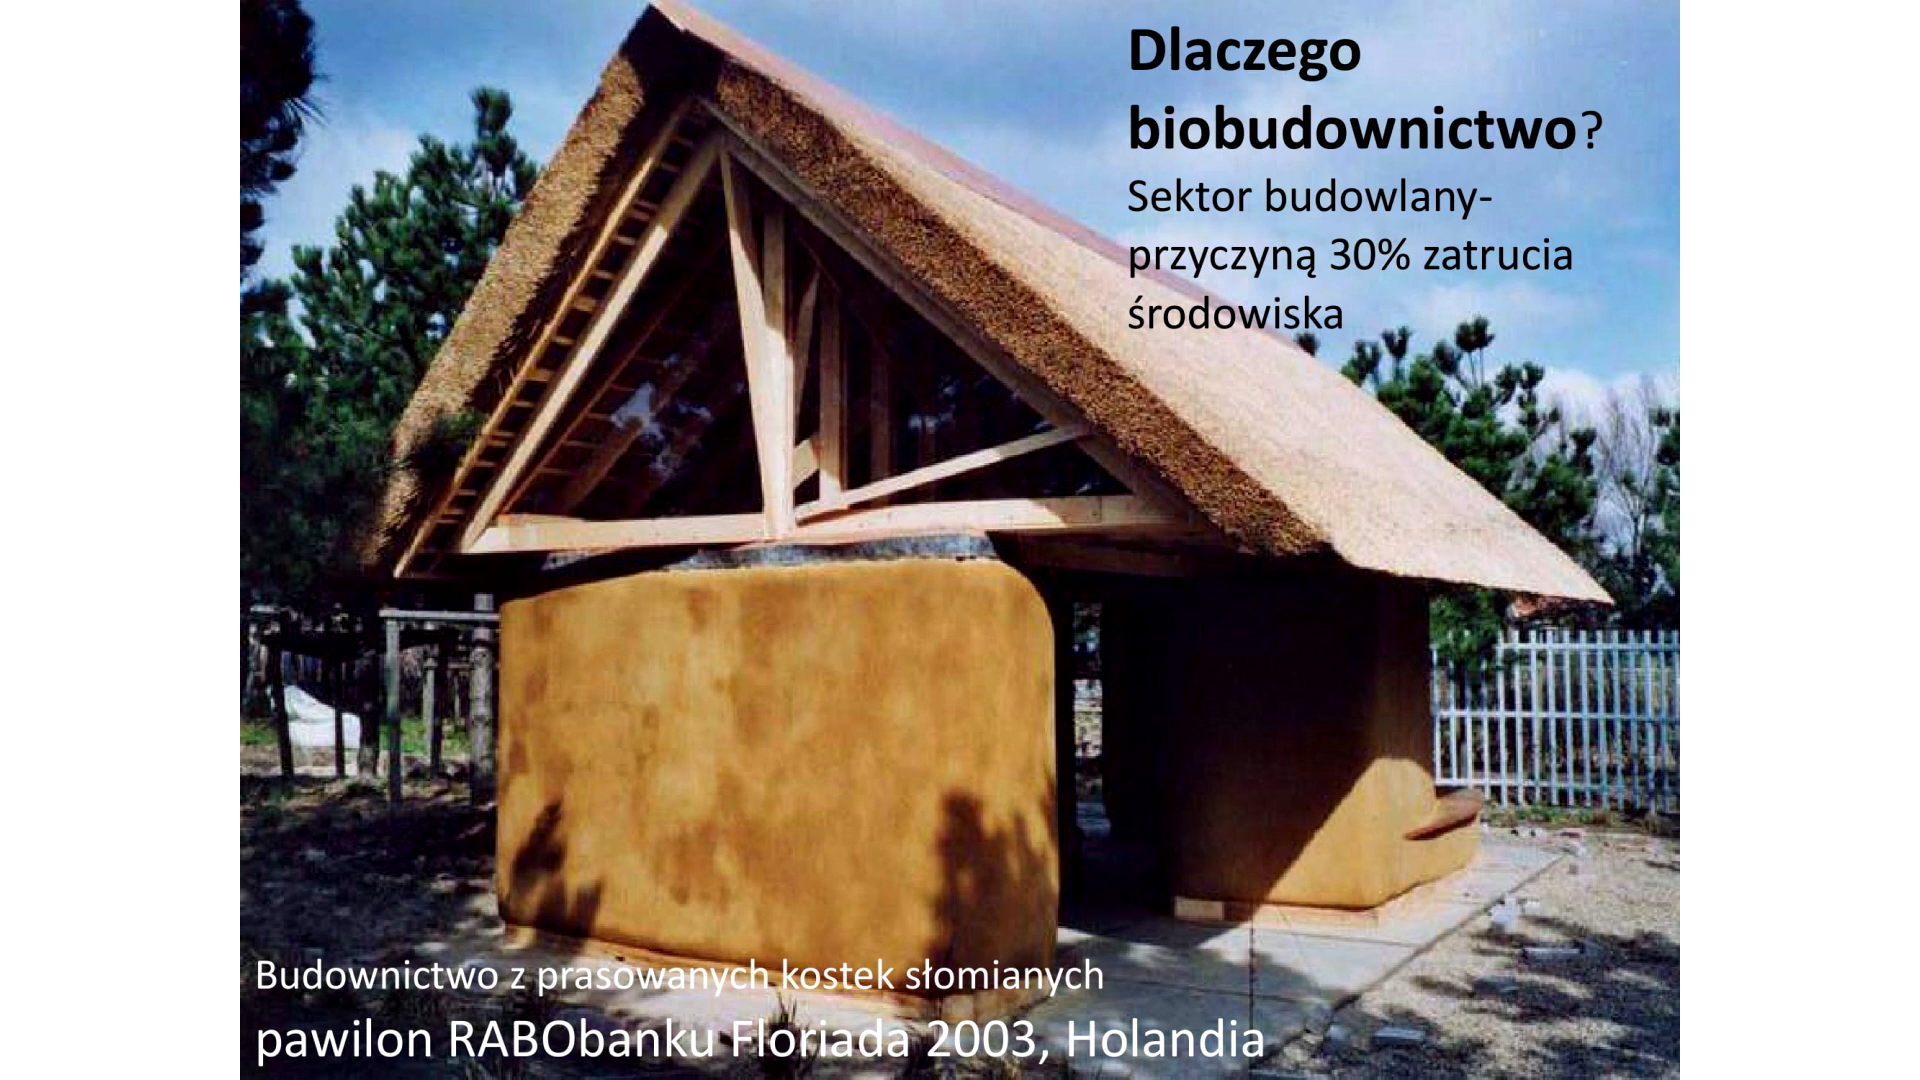 Dlaczego
biobudownictwo?
Sektor budowlany-
przyczyną 30% zatrucia
środowiska
Budownictwo z prasowanych kostek słomianych
pawilon RABObanku Floriada 2003, Holandia